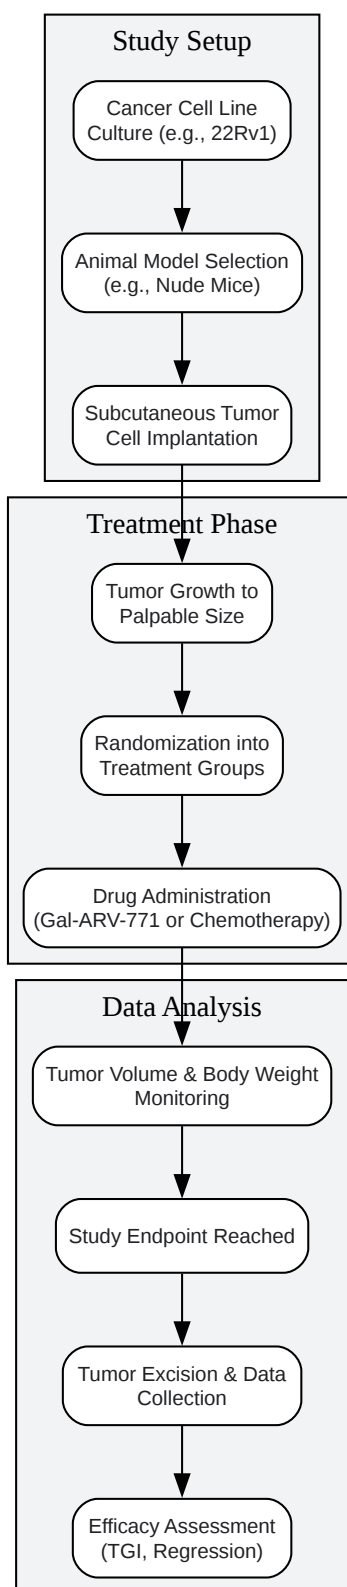 Study Setup
Cancer Cell Line
Culture (e.g., 22Rv1)
Animal Model Selection
(e.g., Nude Mice)
Subcutaneous Tumor
Cell Implantation
Treatment Phase
Tumor Growth to
Palpable Size
Randomization into
Treatment Groups
Drug Administration
(Gal-ARV-771 or Chemotherapy)
Data Analysis
Tumor Volume & Body Weight
Monitoring
Study Endpoint Reached
Tumor Excision & Data
Collection
Efficacy Assessment
(TGI, Regression)